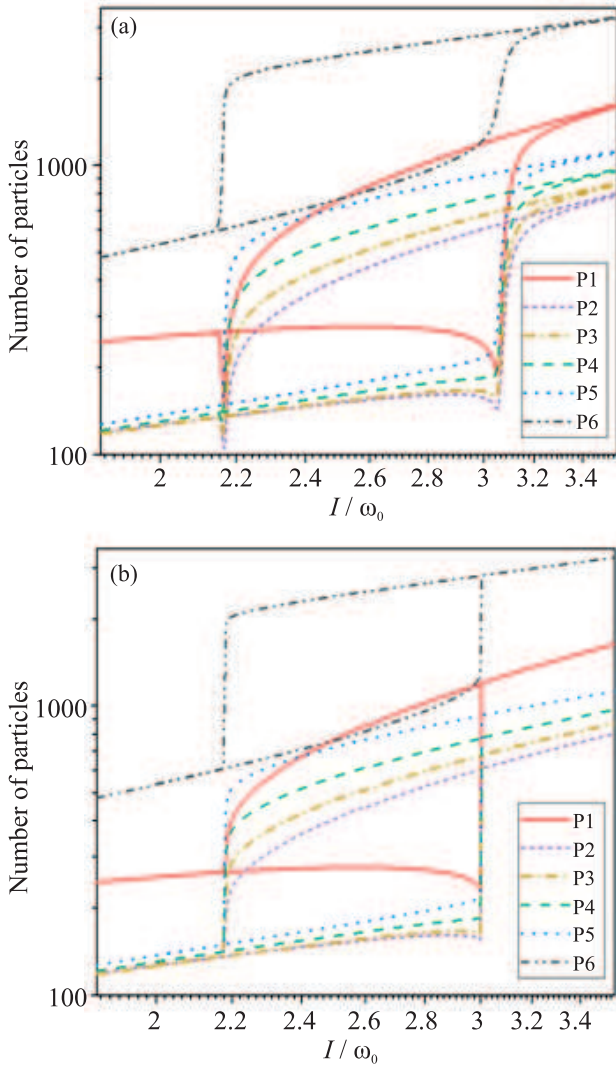 (a)
Number of particles
1000
100
P1
P2
P3
P4
P5
P6
2 2.2 2.4 2.6 2.8 3 3.2 3.4
I / ω0
(b)
Number of particles
1000
100
P1
P2
P3
P4
P5
P6
2 2.2 2.4 2.6 2.8 3 3.2 3.4
I / ω0